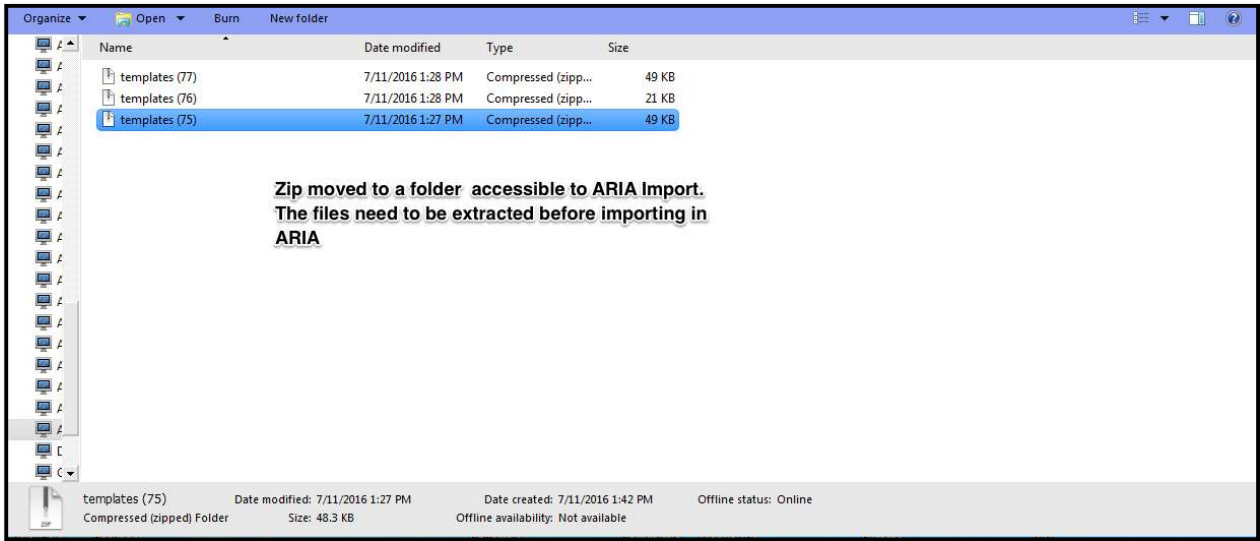 Organize Open Burn New folder
Name Date modified Type Size
templates (77) 7/11/2016 1:28 PM Compressed (zipp... 49 KB
templates (76) 7/11/2016 1:28 PM Compressed (zipp... 21 KB
templates (75) 7/11/2016 1:27 PM Compressed (zipp... 49 KB
Zip moved to a folder accessible to ARIA Import.
The files need to be extracted before importing in
ARIA
templates (75) Date modified: 7/11/2016 1:27 PM Date created: 7/11/2016 1:42 PM Offline status: Online
Compressed (zipped) Folder Size: 48.3 KB Offline availability: Not available